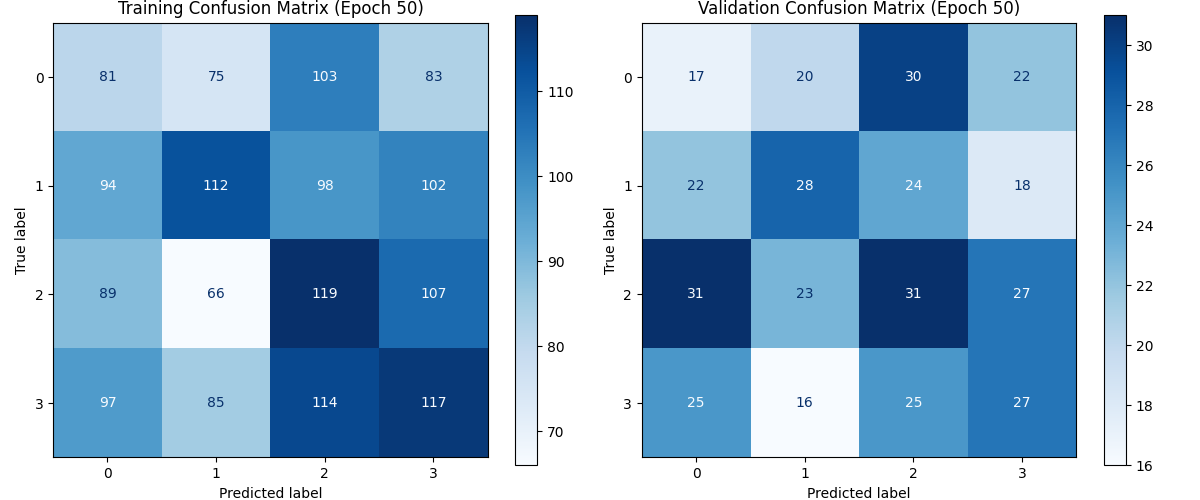 Training Confusion Matrix (Epoch 50)
Validation Confusion Matrix (Epoch 50)
0 81 75 103 83
1 94 112 98 102
2 89 66 119 107
3 97 85 114 117
0 1 2 3
Predicted label
True label
110
100
90
80
70
0 17 20 30 22
1 22 28 24 18
2 31 23 31 27
3 25 16 25 27
0 1 2 3
Predicted label
True label
30
28
26
24
22
20
18
16